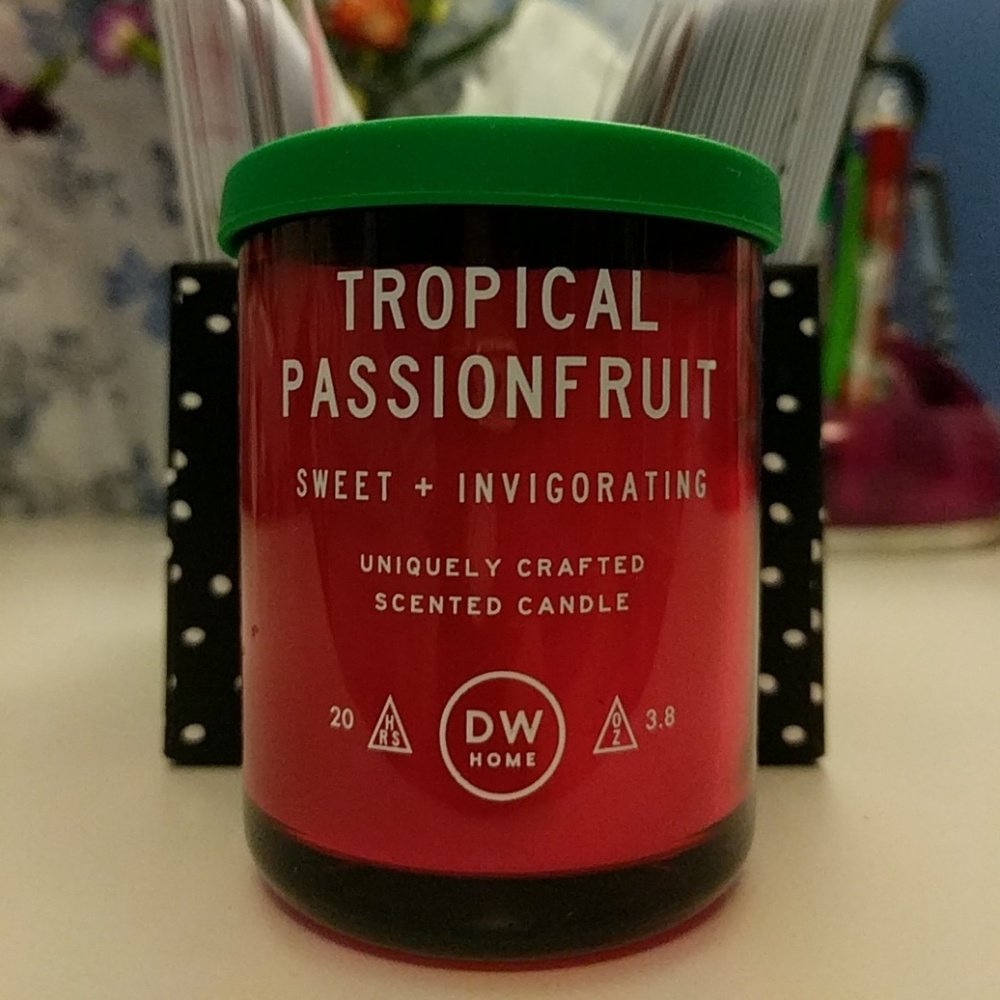 TROPICAL
PASSIONFRUIT
SWEET + INVIGORATING
UNIQUELY CRAFTED
SCENTED CANDLE
20 HRS
DW
HOME
OZ 3.8